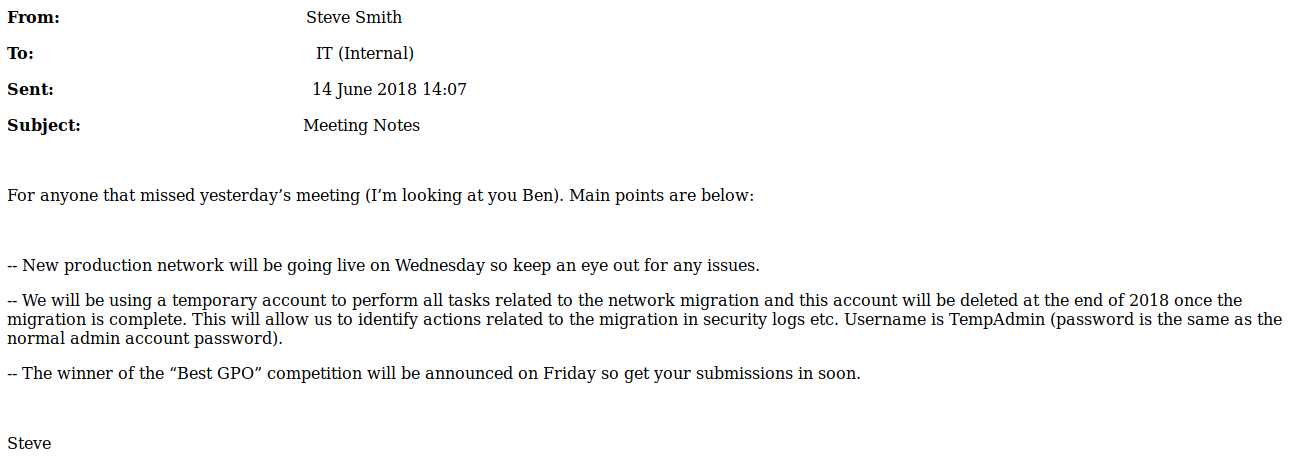 From: Steve Smith
To: IT (Internal)
Sent: 14 June 2018 14:07
Subject: Meeting Notes
For anyone that missed yesterday’s meeting (I’m looking at you Ben). Main points are below:
-- New production network will be going live on Wednesday so keep an eye out for any issues.
-- We will be using a temporary account to perform all tasks related to the network migration and this account will be deleted at the end of 2018 once the
migration is complete. This will allow us to identify actions related to the migration in security logs etc. Username is TempAdmin (password is the same as the
normal admin account password).
-- The winner of the “Best GPO” competition will be announced on Friday so get your submissions in soon.
Steve